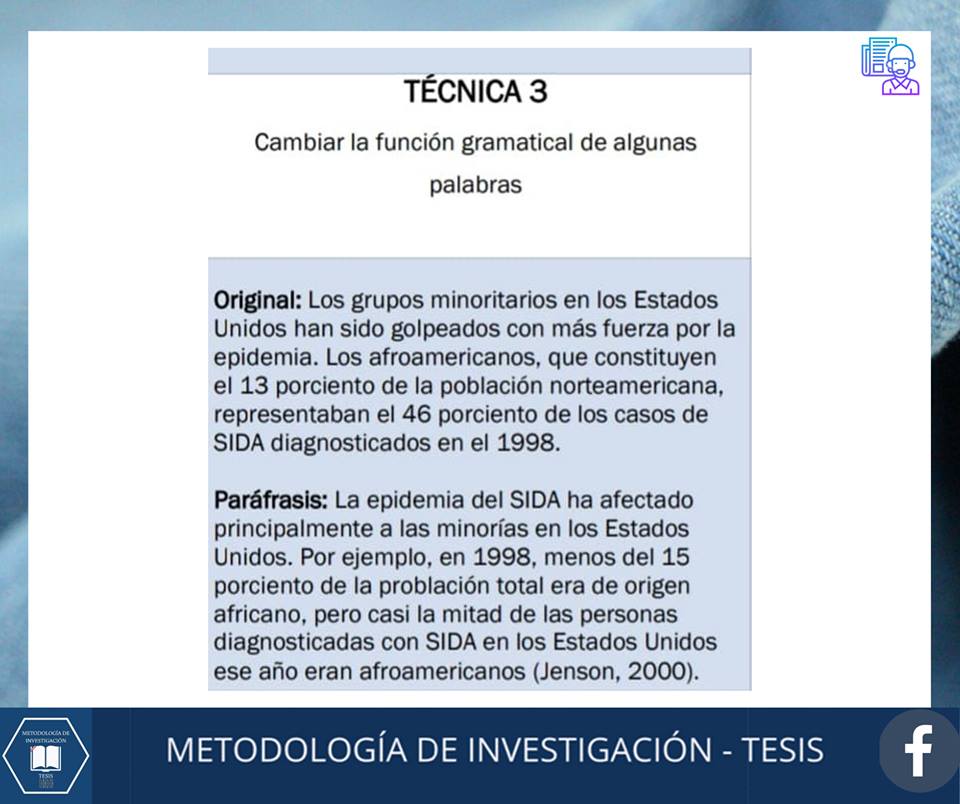 TÉCNICA 3
Cambiar la función gramatical de algunas
palabras
Original: Los grupos minoritarios en los Estados
Unidos han sido golpeados con más fuerza por la
epidemia. Los afroamericanos, que constituyen
el 13 porciento de la población norteamericana,
representaban el 46 porciento de los casos de
SIDA diagnosticados en el 1998.
Paráfrasis: La epidemia del SIDA ha afectado
principalmente a las minorías en los Estados
Unidos. Por ejemplo, en 1998, menos del 15
porciento de la problación total era de origen
africano, pero casi la mitad de las personas
diagnosticadas con SIDA en los Estados Unidos
ese año eran afroamericanos (Jenson, 2000).
METODOLOGÍA DE
INVESTIGACIÓN
TESIS
METODOLOGÍA DE INVESTIGACIÓN - TESIS
f